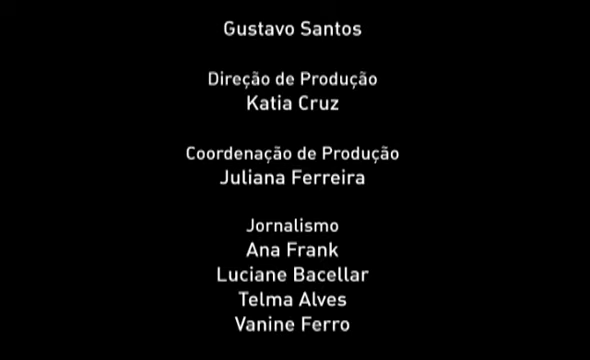 Gustavo Santos
Direção de Produção
Katia Cruz
Coordenação de Produção
Juliana Ferreira
Jornalismo
Ana Frank
Luciane Bacellar
Telma Alves
Vanine Ferro